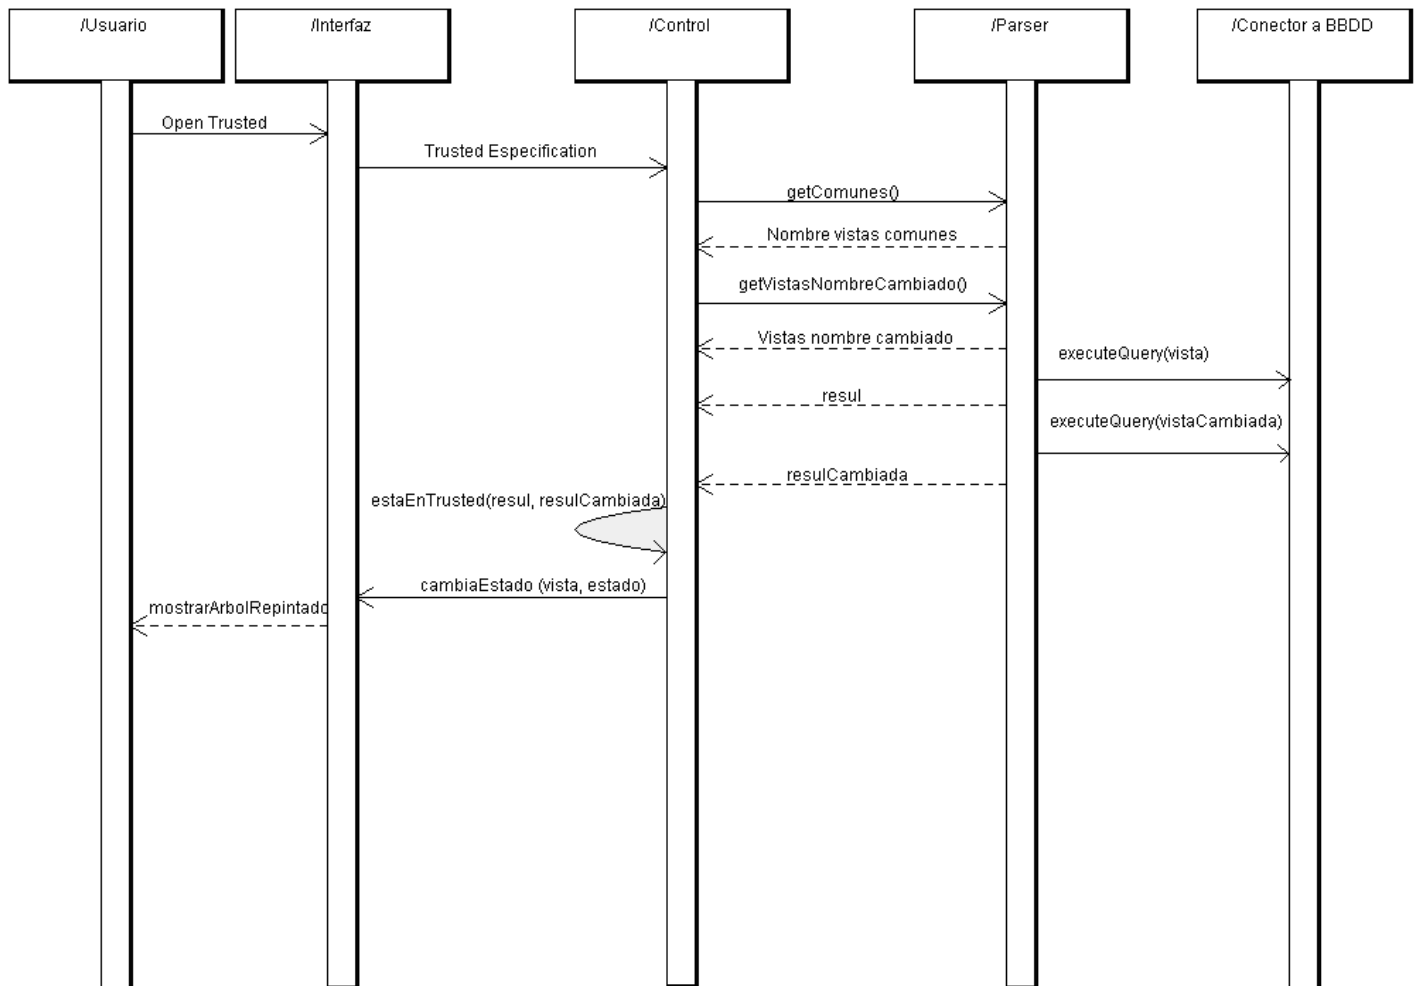 /Usuario
/Interfaz
/Control
/Parser
/Conector a BBDD
Open Trusted
Trusted Especification
getComunes()
Nombre vistas comunes
getVistasNombreCambiado()
Vistas nombre cambiado
executeQuery(vista)
resul
executeQuery(vistaCambiada)
resulCambiada
estaEnTrusted(resul, resulCambiada)
cambiaEstado (vista, estado)
mostrarArbolRepintado